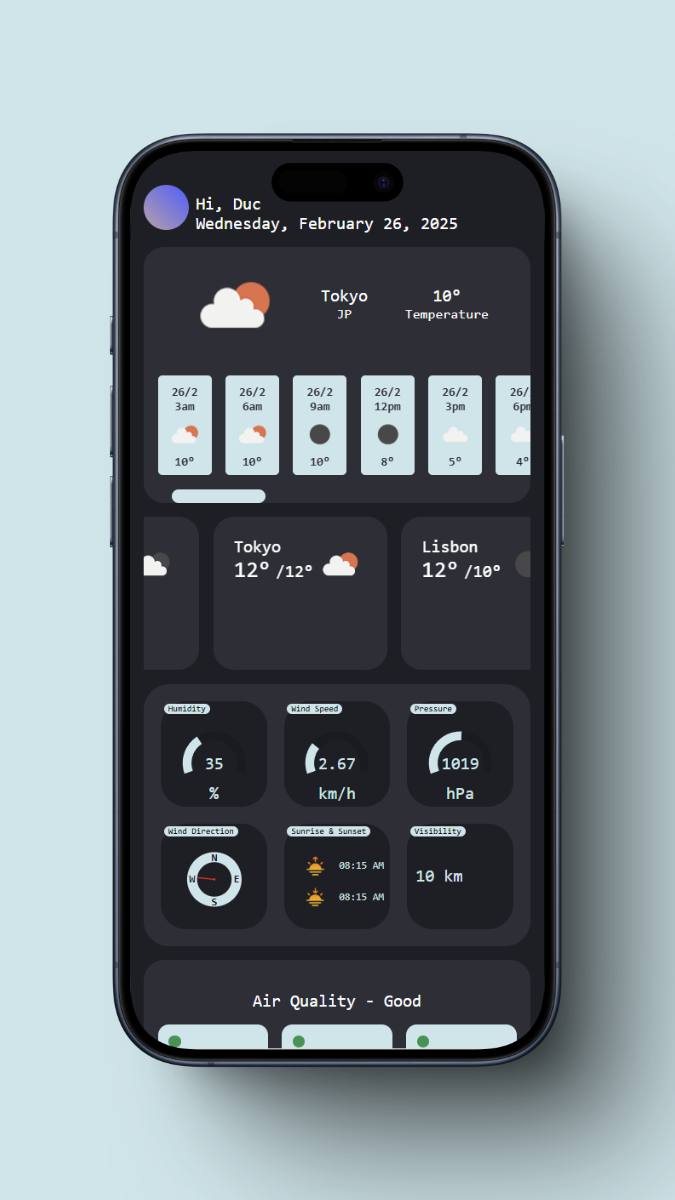 Hi, Duc
Wednesday, February 26, 2025
Tokyo
JP
10°
Temperature
26/2
3am
10°
26/2
6am
10°
26/2
9am
10°
26/2
12pm
8°
26/2
3pm
5°
26/
6pm
4°
Tokyo
12° /12°
Lisbon
12° /10°
Humidity
35
%
Wind Speed
2.67
km/h
Pressure
1019
hPa
Wind Direction
N
W E
S
Sunrise & Sunset
08:15 AM
08:15 AM
Visibility
10 km
Air Quality - Good